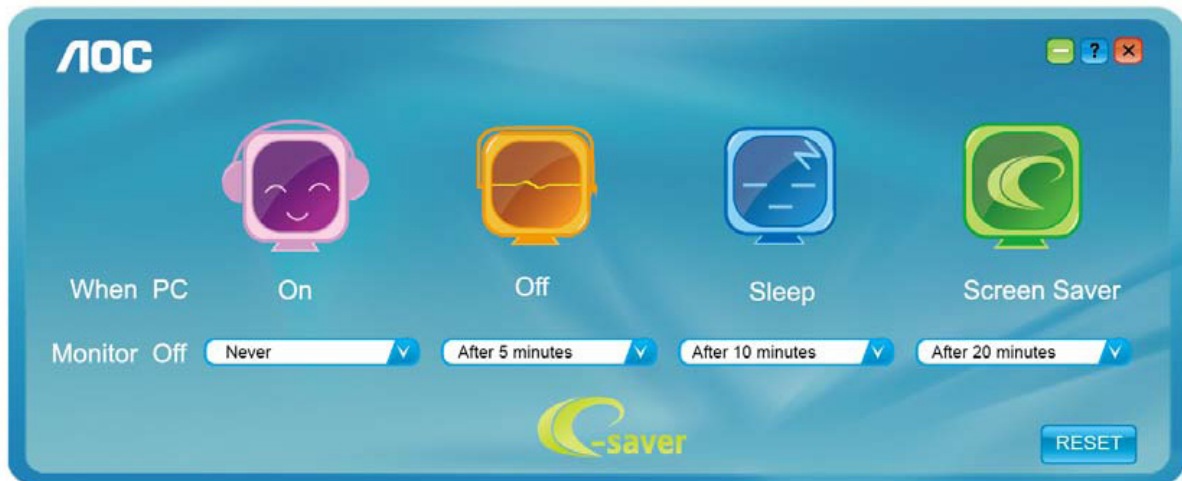 AOC
?
When PC On Off Sleep Screen Saver
Monitor Off Never After 5 minutes After 10 minutes After 20 minutes
e-saver
RESET